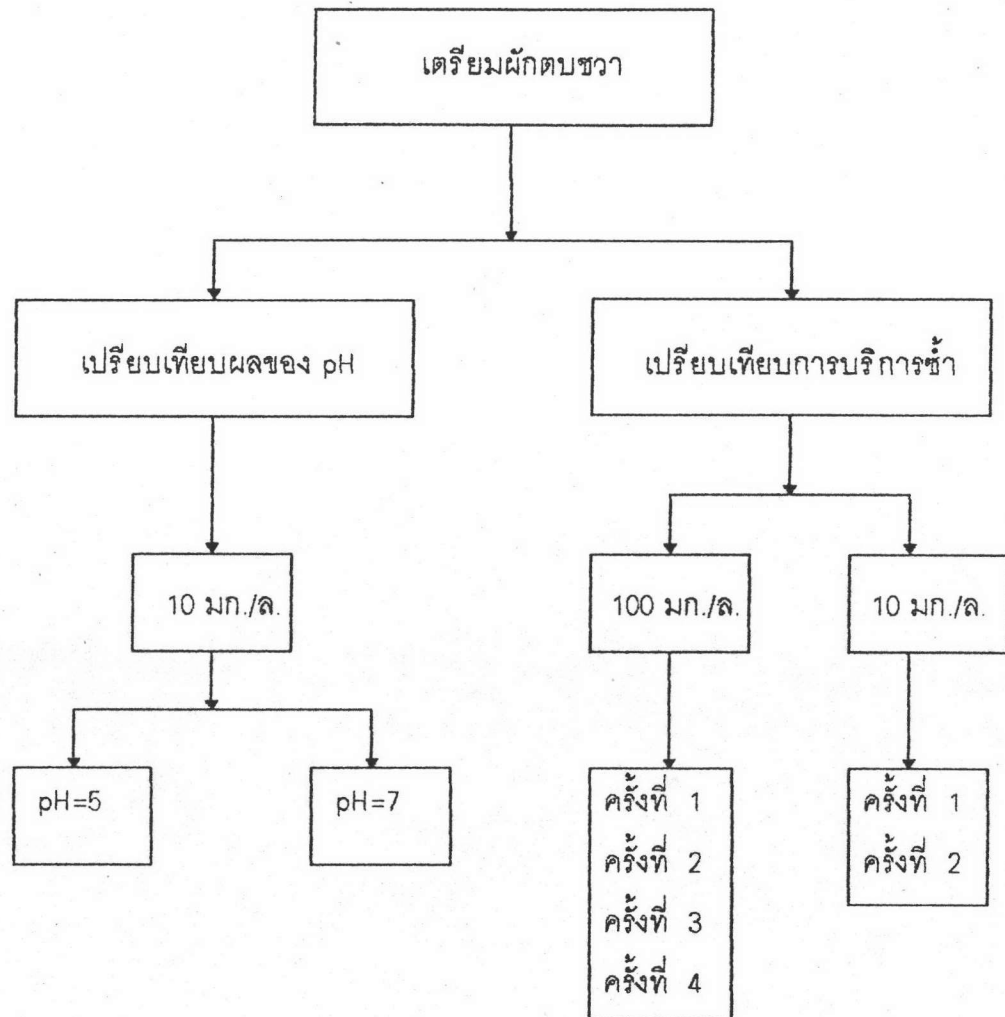 เตรียมผักตบชวา
เปรียบเทียบผลของ pH
เปรียบเทียบการบริการซ้ำ
10 มก./ล.
100 มก./ล.
10 มก./ล.
pH=5
pH=7
ครั้งที่ 1
ครั้งที่ 2
ครั้งที่ 3
ครั้งที่ 4
ครั้งที่ 1
ครั้งที่ 2